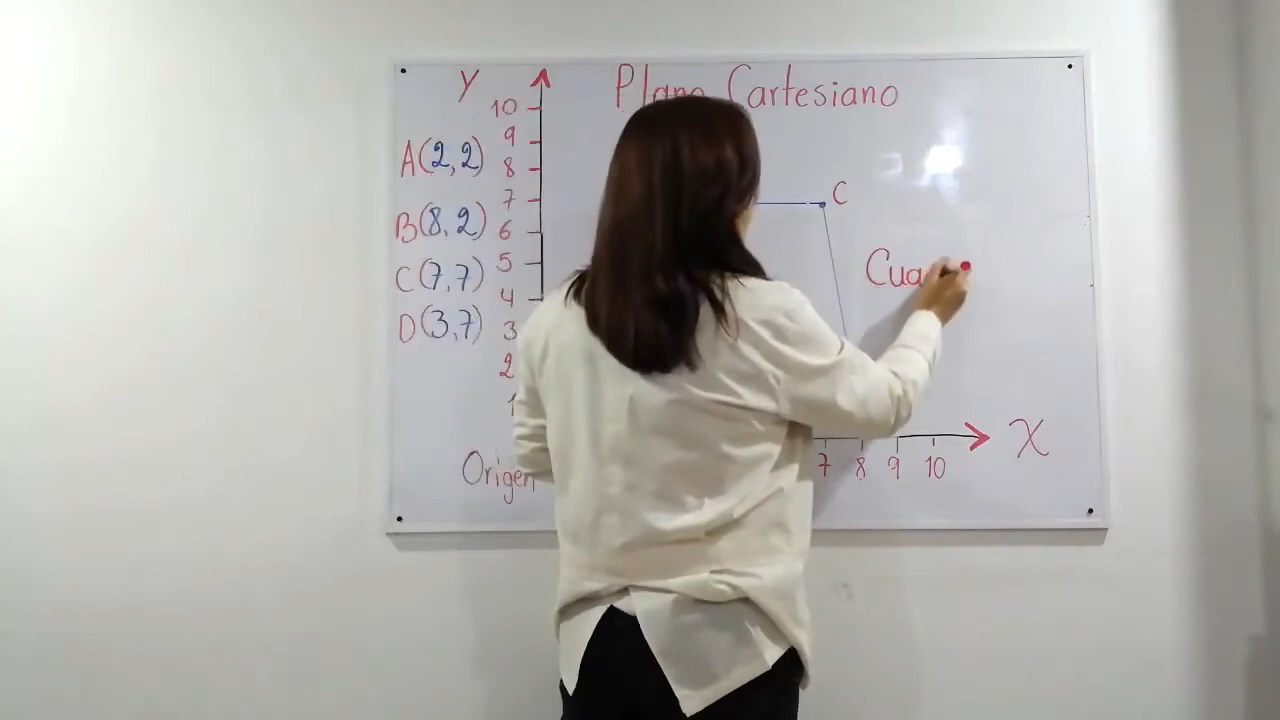 Plano Cartesiano
Y
10
9
A(2,2)
8
7
C
B(8,2)
6
5
C(7,7)
Cua
4
D(3,7)
3
2
1
X
7 8 9 10
Origen